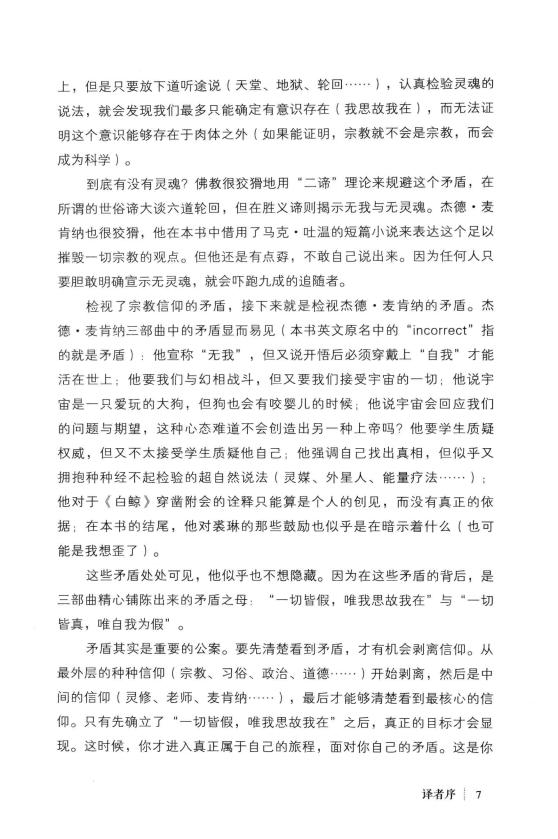 上，但是只要放下道听途说（天堂、地狱、轮回……），认真检验灵魂的
说法，就会发现我们最多只能确定有意识存在（我思故我在），而无法证
明这个意识能够存在于肉体之外（如果能证明，宗教就不会是宗教，而会
成为科学）。
到底有没有灵魂？佛教很狡猾地用“二谛”理论来规避这个矛盾，在
所谓的世俗谛大谈六道轮回，但在胜义谛则揭示无我与无灵魂。杰德·麦
肯纳也很狡猾，他在本书中借用了马克·吐温的短篇小说来表达这个足以
摧毁一切宗教的观点。但他还是有点孬，不敢自己说出来。因为任何人只
要胆敢明确宣示无灵魂，就会吓跑九成的追随者。
检视了宗教信仰的矛盾，接下来就是检视杰德·麦肯纳的矛盾。杰
德·麦肯纳三部曲中的矛盾显而易见（本书英文原名中的“incorrect”指
的就是矛盾）：他宣称“无我”，但又说开悟后必须穿戴上“自我”才能
活在世上；他要我们与幻相战斗，但又要我们接受宇宙的一切；他说宇
宙是一只爱玩的大狗，但狗也会有咬婴儿的时候；他说宇宙会回应我们
的问题与期望，这种心态难道不会创造出另一种上帝吗？他要学生质疑
权威，但又不太接受学生质疑他自己；他强调自己找出真相，但似乎又
拥抱种种经不起检验的超自然说法（灵媒、外星人、能量疗法……）；
他对于《白鲸》穿凿附会的诠释只能算是个人的创见，而没有真正的依
据；在本书的结尾，他对裘琳的那些鼓励也似乎是在暗示着什么（也可
能是我想歪了）。
这些矛盾处处可见，他似乎也不想隐藏。因为在这些矛盾的背后，是
三部曲精心铺陈出来的矛盾之母：“一切皆假，唯我思故我在”与“一切
皆真，唯自我为假”。
矛盾其实是重要的公案。要先清楚看到矛盾，才有机会剥离信仰。从
最外层的种种信仰（宗教、习俗、政治、道德……）开始剥离，然后是中
间的信仰（灵修、老师、麦肯纳……），最后才能够清楚看到最核心的信
仰。只有先确立了“一切皆假，唯我思故我在”之后，真正的目标才会显
现。这时候，你才进入真正属于自己的旅程，面对你自己的矛盾。这是你
译者序 7